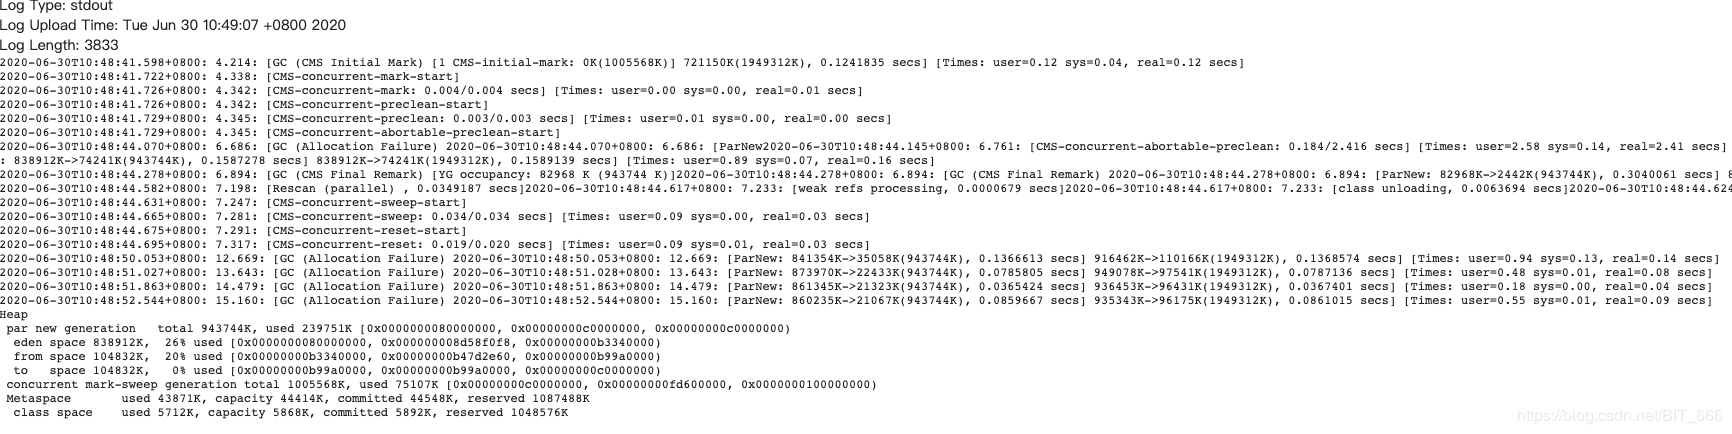 Log Type: stdout
Log Upload Time: Tue Jun 30 10:49:07 +0800 2020
Log Length: 3833
2020-06-30T10:48:41.598+0800: 4.214: [GC (CMS Initial Mark) [1 CMS-initial-mark: 0K(1005568K)] 721150K(1949312K), 0.1241835 secs] [Times: user=0.12 sys=0.04, real=0.12 secs]
2020-06-30T10:48:41.722+0800: 4.338: [CMS-concurrent-mark-start]
2020-06-30T10:48:41.726+0800: 4.342: [CMS-concurrent-mark: 0.004/0.004 secs] [Times: user=0.00 sys=0.00, real=0.01 secs]
2020-06-30T10:48:41.726+0800: 4.342: [CMS-concurrent-preclean-start]
2020-06-30T10:48:41.729+0800: 4.345: [CMS-concurrent-preclean: 0.003/0.003 secs] [Times: user=0.01 sys=0.00, real=0.00 secs]
2020-06-30T10:48:41.729+0800: 4.345: [CMS-concurrent-abortable-preclean-start]
2020-06-30T10:48:44.070+0800: 6.686: [GC (Allocation Failure) 2020-06-30T10:48:44.070+0800: 6.686: [ParNew2020-06-30T10:48:44.145+0800: 6.761: [CMS-concurrent-abortable-preclean: 0.184/2.416 secs] [Times: user=2.58 sys=0.14, real=2.41 secs]
: 838912K->74241K(943744K), 0.1587278 secs] 838912K->74241K(1949312K), 0.1589139 secs] [Times: user=0.89 sys=0.07, real=0.16 secs]
2020-06-30T10:48:44.278+0800: 6.894: [GC (CMS Final Remark) [YG occupancy: 82968 K (943744 K)]2020-06-30T10:48:44.278+0800: 6.894: [GC (CMS Final Remark) 2020-06-30T10:48:44.278+0800: 6.894: [ParNew: 82968K->2442K(943744K), 0.3040061 secs] 8
2020-06-30T10:48:44.582+0800: 7.198: [Rescan (parallel) , 0.0349187 secs]2020-06-30T10:48:44.617+0800: 7.233: [weak refs processing, 0.0000679 secs]2020-06-30T10:48:44.617+0800: 7.233: [class unloading, 0.0063694 secs]2020-06-30T10:48:44.624
2020-06-30T10:48:44.631+0800: 7.247: [CMS-concurrent-sweep-start]
2020-06-30T10:48:44.665+0800: 7.281: [CMS-concurrent-sweep: 0.034/0.034 secs] [Times: user=0.09 sys=0.00, real=0.03 secs]
2020-06-30T10:48:44.675+0800: 7.291: [CMS-concurrent-reset-start]
2020-06-30T10:48:44.695+0800: 7.317: [CMS-concurrent-reset: 0.019/0.020 secs] [Times: user=0.09 sys=0.01, real=0.03 secs]
2020-06-30T10:48:50.053+0800: 12.669: [GC (Allocation Failure) 2020-06-30T10:48:50.053+0800: 12.669: [ParNew: 841354K->35058K(943744K), 0.1366613 secs] 916462K->110166K(1949312K), 0.1368574 secs] [Times: user=0.94 sys=0.13, real=0.14 secs]
2020-06-30T10:48:51.027+0800: 13.643: [GC (Allocation Failure) 2020-06-30T10:48:51.028+0800: 13.643: [ParNew: 873970K->22433K(943744K), 0.0785805 secs] 949078K->97541K(1949312K), 0.0787136 secs] [Times: user=0.48 sys=0.01, real=0.08 secs]
2020-06-30T10:48:51.863+0800: 14.479: [GC (Allocation Failure) 2020-06-30T10:48:51.863+0800: 14.479: [ParNew: 861345K->21323K(943744K), 0.0365424 secs] 936453K->96431K(1949312K), 0.0367401 secs] [Times: user=0.18 sys=0.00, real=0.04 secs]
2020-06-30T10:48:52.544+0800: 15.160: [GC (Allocation Failure) 2020-06-30T10:48:52.544+0800: 15.160: [ParNew: 860235K->21067K(943744K), 0.0859667 secs] 935343K->96175K(1949312K), 0.0861015 secs] [Times: user=0.55 sys=0.01, real=0.09 secs]
Heap
par new generation total 943744K, used 239751K [0x0000000080000000, 0x00000000c0000000, 0x00000000c0000000)
eden space 838912K, 26% used [0x0000000080000000, 0x000000008d58f0f8, 0x00000000b3340000)
from space 104832K, 20% used [0x00000000b3340000, 0x00000000b47d2e60, 0x00000000b99a0000)
to space 104832K, 0% used [0x00000000b99a0000, 0x00000000b99a0000, 0x00000000c0000000)
concurrent mark-sweep generation total 1005568K, used 75107K [0x00000000c0000000, 0x00000000fd600000, 0x0000000100000000)
Metaspace used 43871K, capacity 44414K, committed 44548K, reserved 1087488K
class space used 5712K, capacity 5868K, committed 5892K, reserved 1048576K
https://blog.csdn.net/BIT_666